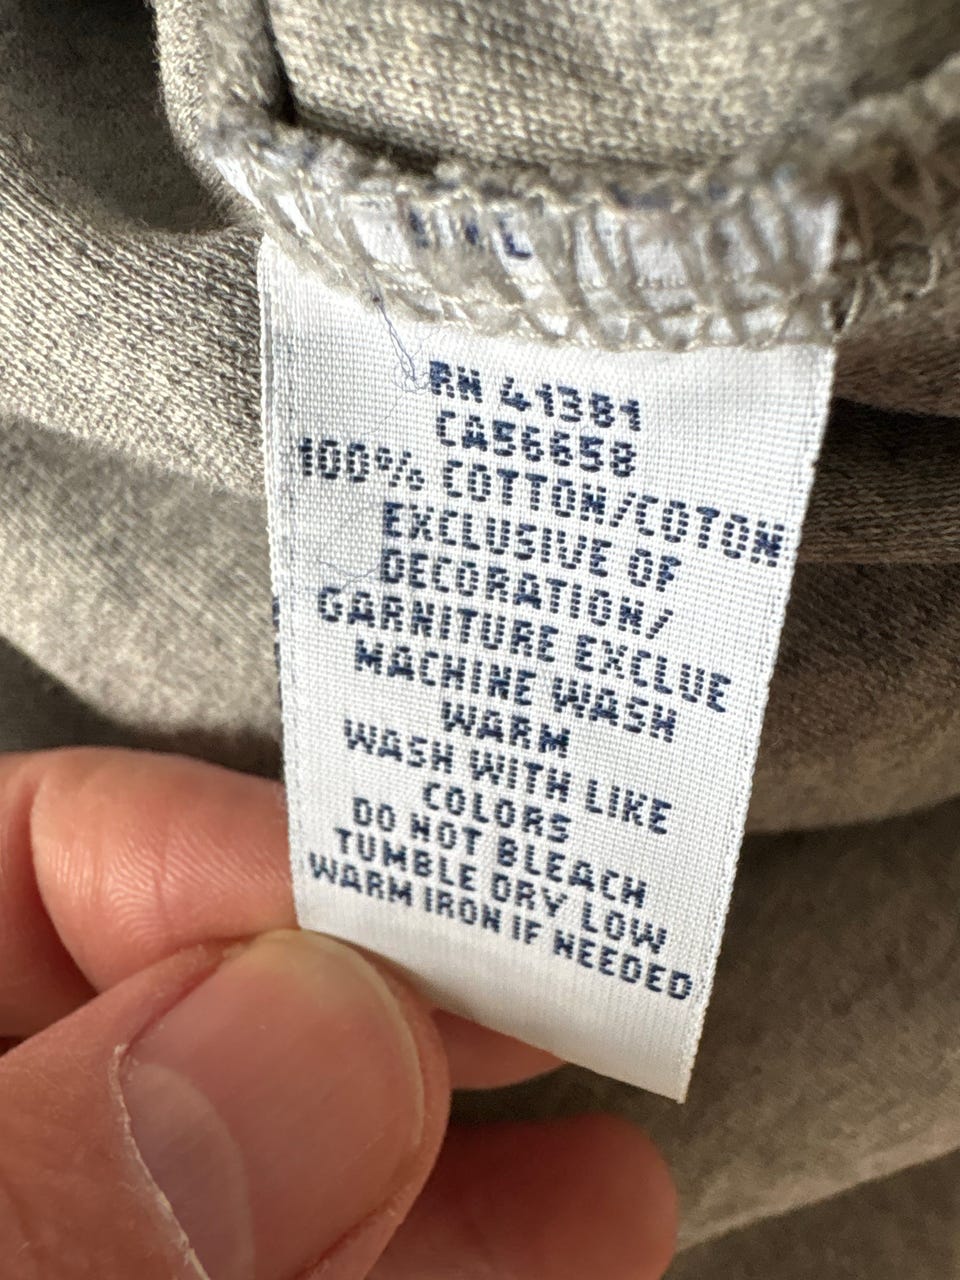 RN 41381
CA56658
100% COTTON/COTON
EXCLUSIVE OF
DECORATION/
GARNITURE EXCLUE
MACHINE WASH
WARM
WASH WITH LIKE
COLORS
DO NOT BLEACH
TUMBLE DRY LOW
WARM IRON IF NEEDED